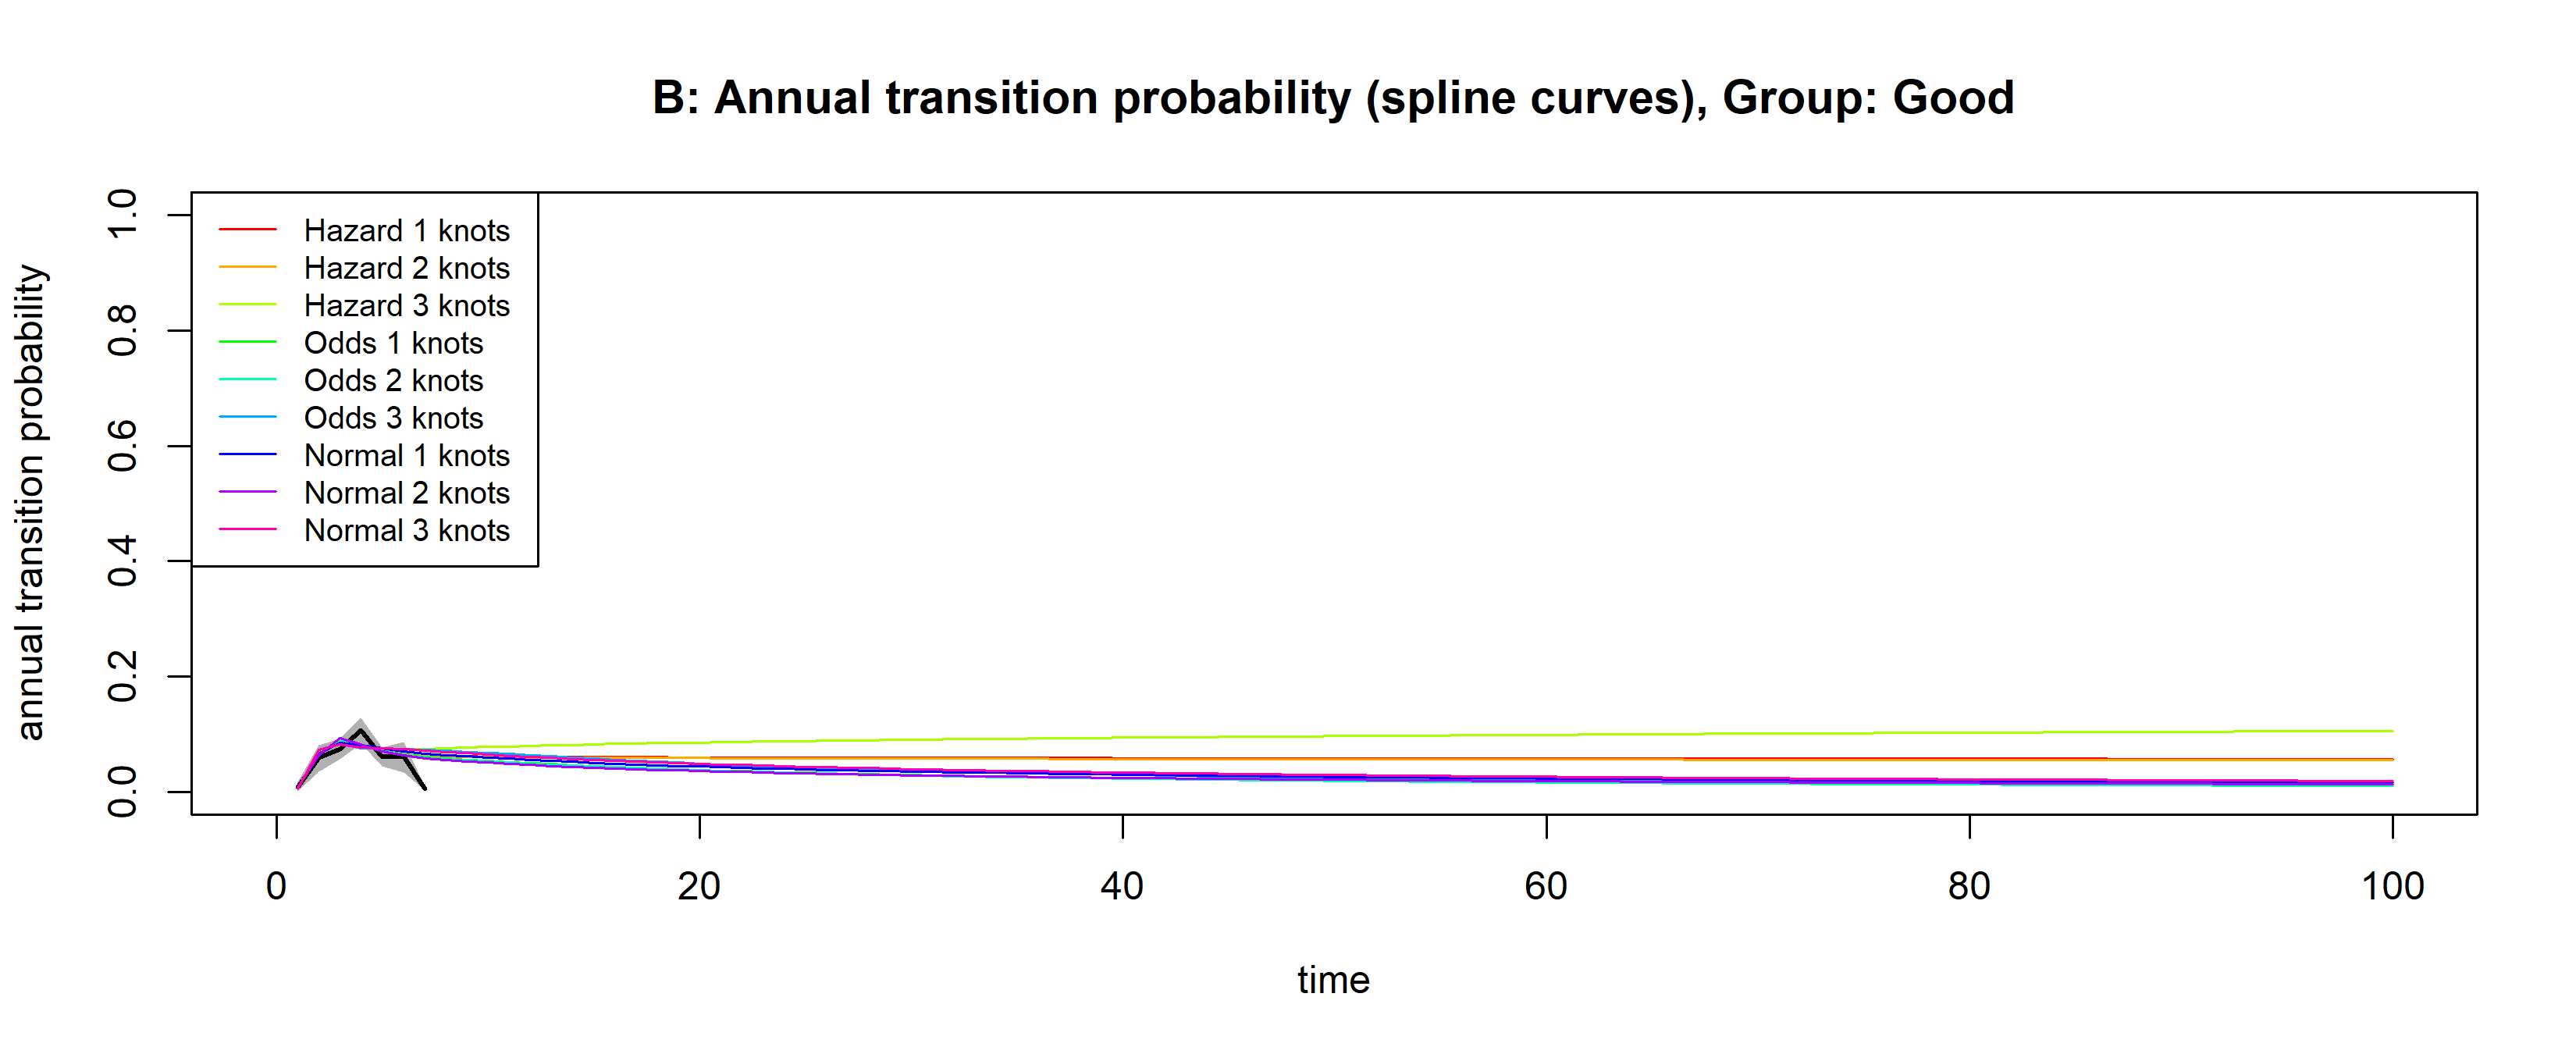 B: Annual transition probability (spline curves), Group: Good
annual transition probability
1.0
0.8
0.6
0.4
0.2
0.0
Hazard 1 knots
Hazard 2 knots
Hazard 3 knots
Odds 1 knots
Odds 2 knots
Odds 3 knots
Normal 1 knots
Normal 2 knots
Normal 3 knots
0 20 40 60 80 100
time